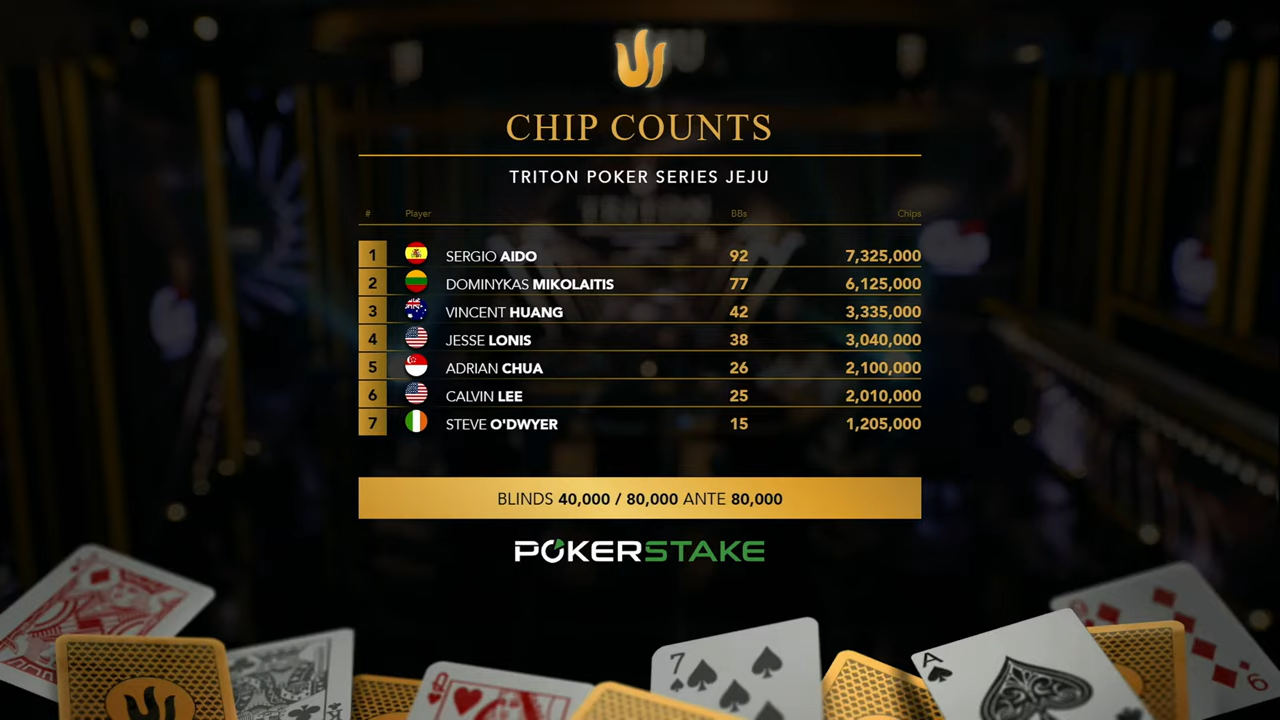 CHIP COUNTS
TRITON POKER SERIES JEJU
# Player BBs Chips
1 SERGIO AIDO 92 7,325,000
2 DOMINYKAS MIKOLAITIS 77 6,125,000
3 VINCENT HUANG 42 3,335,000
4 JESSE LONIS 38 3,040,000
5 ADRIAN CHUA 26 2,100,000
6 CALVIN LEE 25 2,010,000
7 STEVE O'DWYER 15 1,205,000
BLINDS 40,000 / 80,000 ANTE 80,000
POKERSTAKE
7
A
9